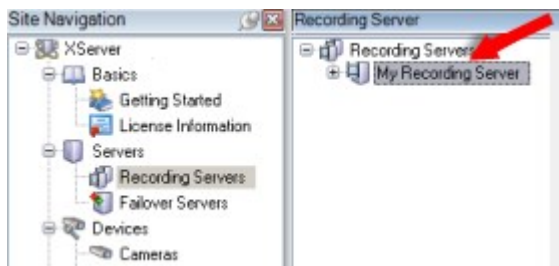 Site Navigation
XServer
Basics
Getting Started
License Information
Servers
Recording Servers
Failover Servers
Devices
Cameras
Recording Server
Recording Servers
My Recording Server